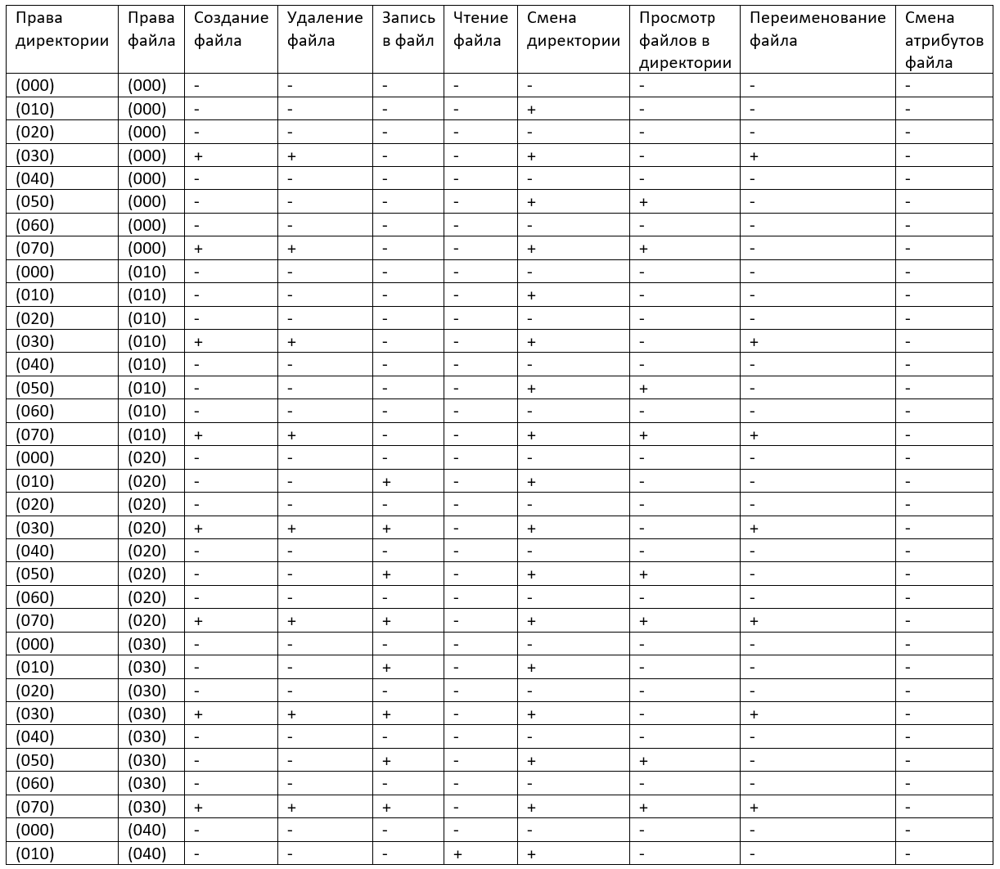 Права директории | Права файла | Создание файла | Удаление файла | Запись в файл | Чтение файла | Смена директории | Просмотр файлов в директории | Переименование файла | Смена атрибутов файла
(000) | (000) | - | - | - | - | - | - | - | -
(010) | (000) | - | - | - | - | + | - | - | -
(020) | (000) | - | - | - | - | - | - | - | -
(030) | (000) | + | + | - | - | + | - | + | -
(040) | (000) | - | - | - | - | - | - | - | -
(050) | (000) | - | - | - | - | + | + | - | -
(060) | (000) | - | - | - | - | - | - | - | -
(070) | (000) | + | + | - | - | + | + | - | -
(000) | (010) | - | - | - | - | - | - | - | -
(010) | (010) | - | - | - | - | + | - | - | -
(020) | (010) | - | - | - | - | - | - | - | -
(030) | (010) | + | + | - | - | + | - | + | -
(040) | (010) | - | - | - | - | - | - | - | -
(050) | (010) | - | - | - | - | + | + | - | -
(060) | (010) | - | - | - | - | - | - | - | -
(070) | (010) | + | + | - | - | + | + | + | -
(000) | (020) | - | - | - | - | - | - | - | -
(010) | (020) | - | - | + | - | + | - | - | -
(020) | (020) | - | - | - | - | - | - | - | -
(030) | (020) | + | + | + | - | + | - | + | -
(040) | (020) | - | - | - | - | - | - | - | -
(050) | (020) | - | - | + | - | + | + | - | -
(060) | (020) | - | - | - | - | - | - | - | -
(070) | (020) | + | + | + | - | + | + | + | -
(000) | (030) | - | - | - | - | - | - | - | -
(010) | (030) | - | - | + | - | + | - | - | -
(020) | (030) | - | - | - | - | - | - | - | -
(030) | (030) | + | + | + | - | + | - | + | -
(040) | (030) | - | - | - | - | - | - | - | -
(050) | (030) | - | - | + | - | + | + | - | -
(060) | (030) | - | - | - | - | - | - | - | -
(070) | (030) | + | + | + | - | + | + | + | -
(000) | (040) | - | - | - | - | - | - | - | -
(010) | (040) | - | - | - | + | + | - | - | -